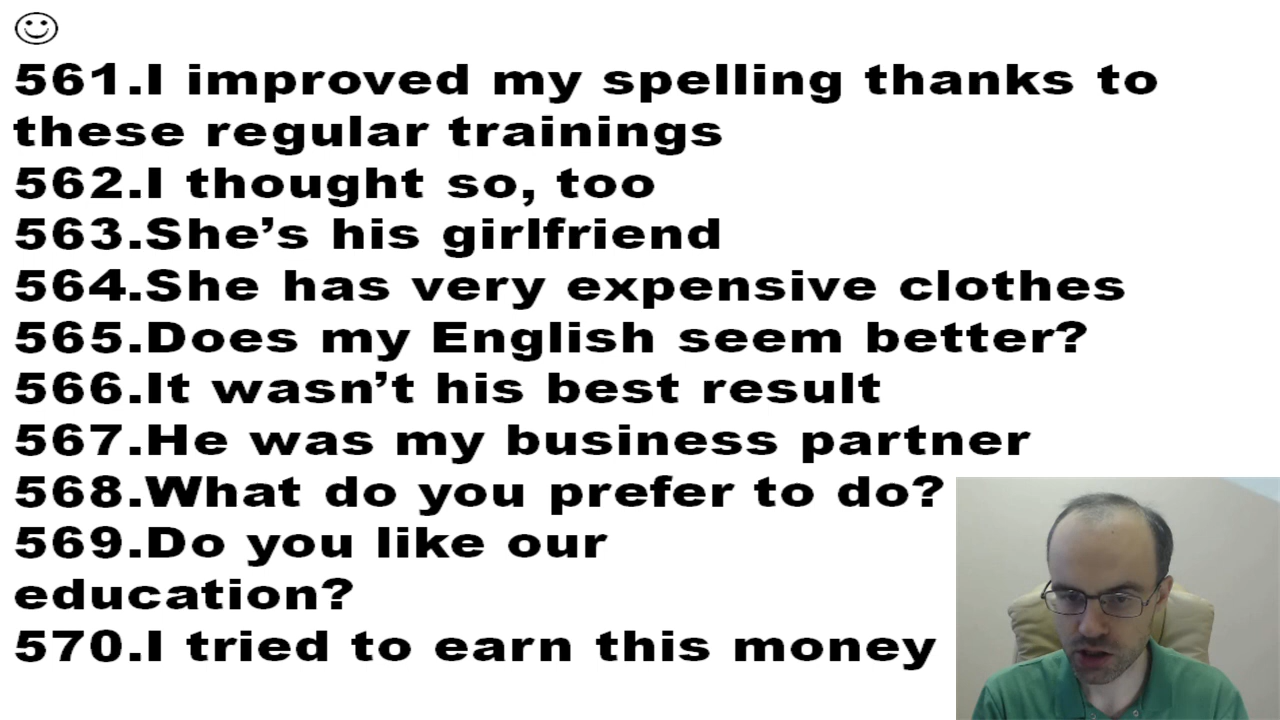 561.I improved my spelling thanks to
these regular trainings
562.I thought so, too
563.She’s his girlfriend
564.She has very expensive clothes
565.Does my English seem better?
566.It wasn’t his best result
567.He was my business partner
568.What do you prefer to do?
569.Do you like our
education?
570.I tried to earn this money